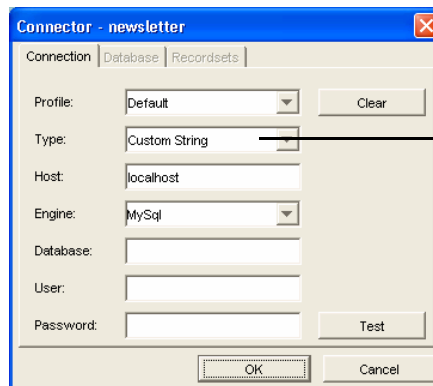 Connector - newsletter
Connection Database Recordsets
Profile: Default Clear
Type: Custom String
Host: localhost
Engine: MySql
Database:
User:
Password: Test
OK Cancel